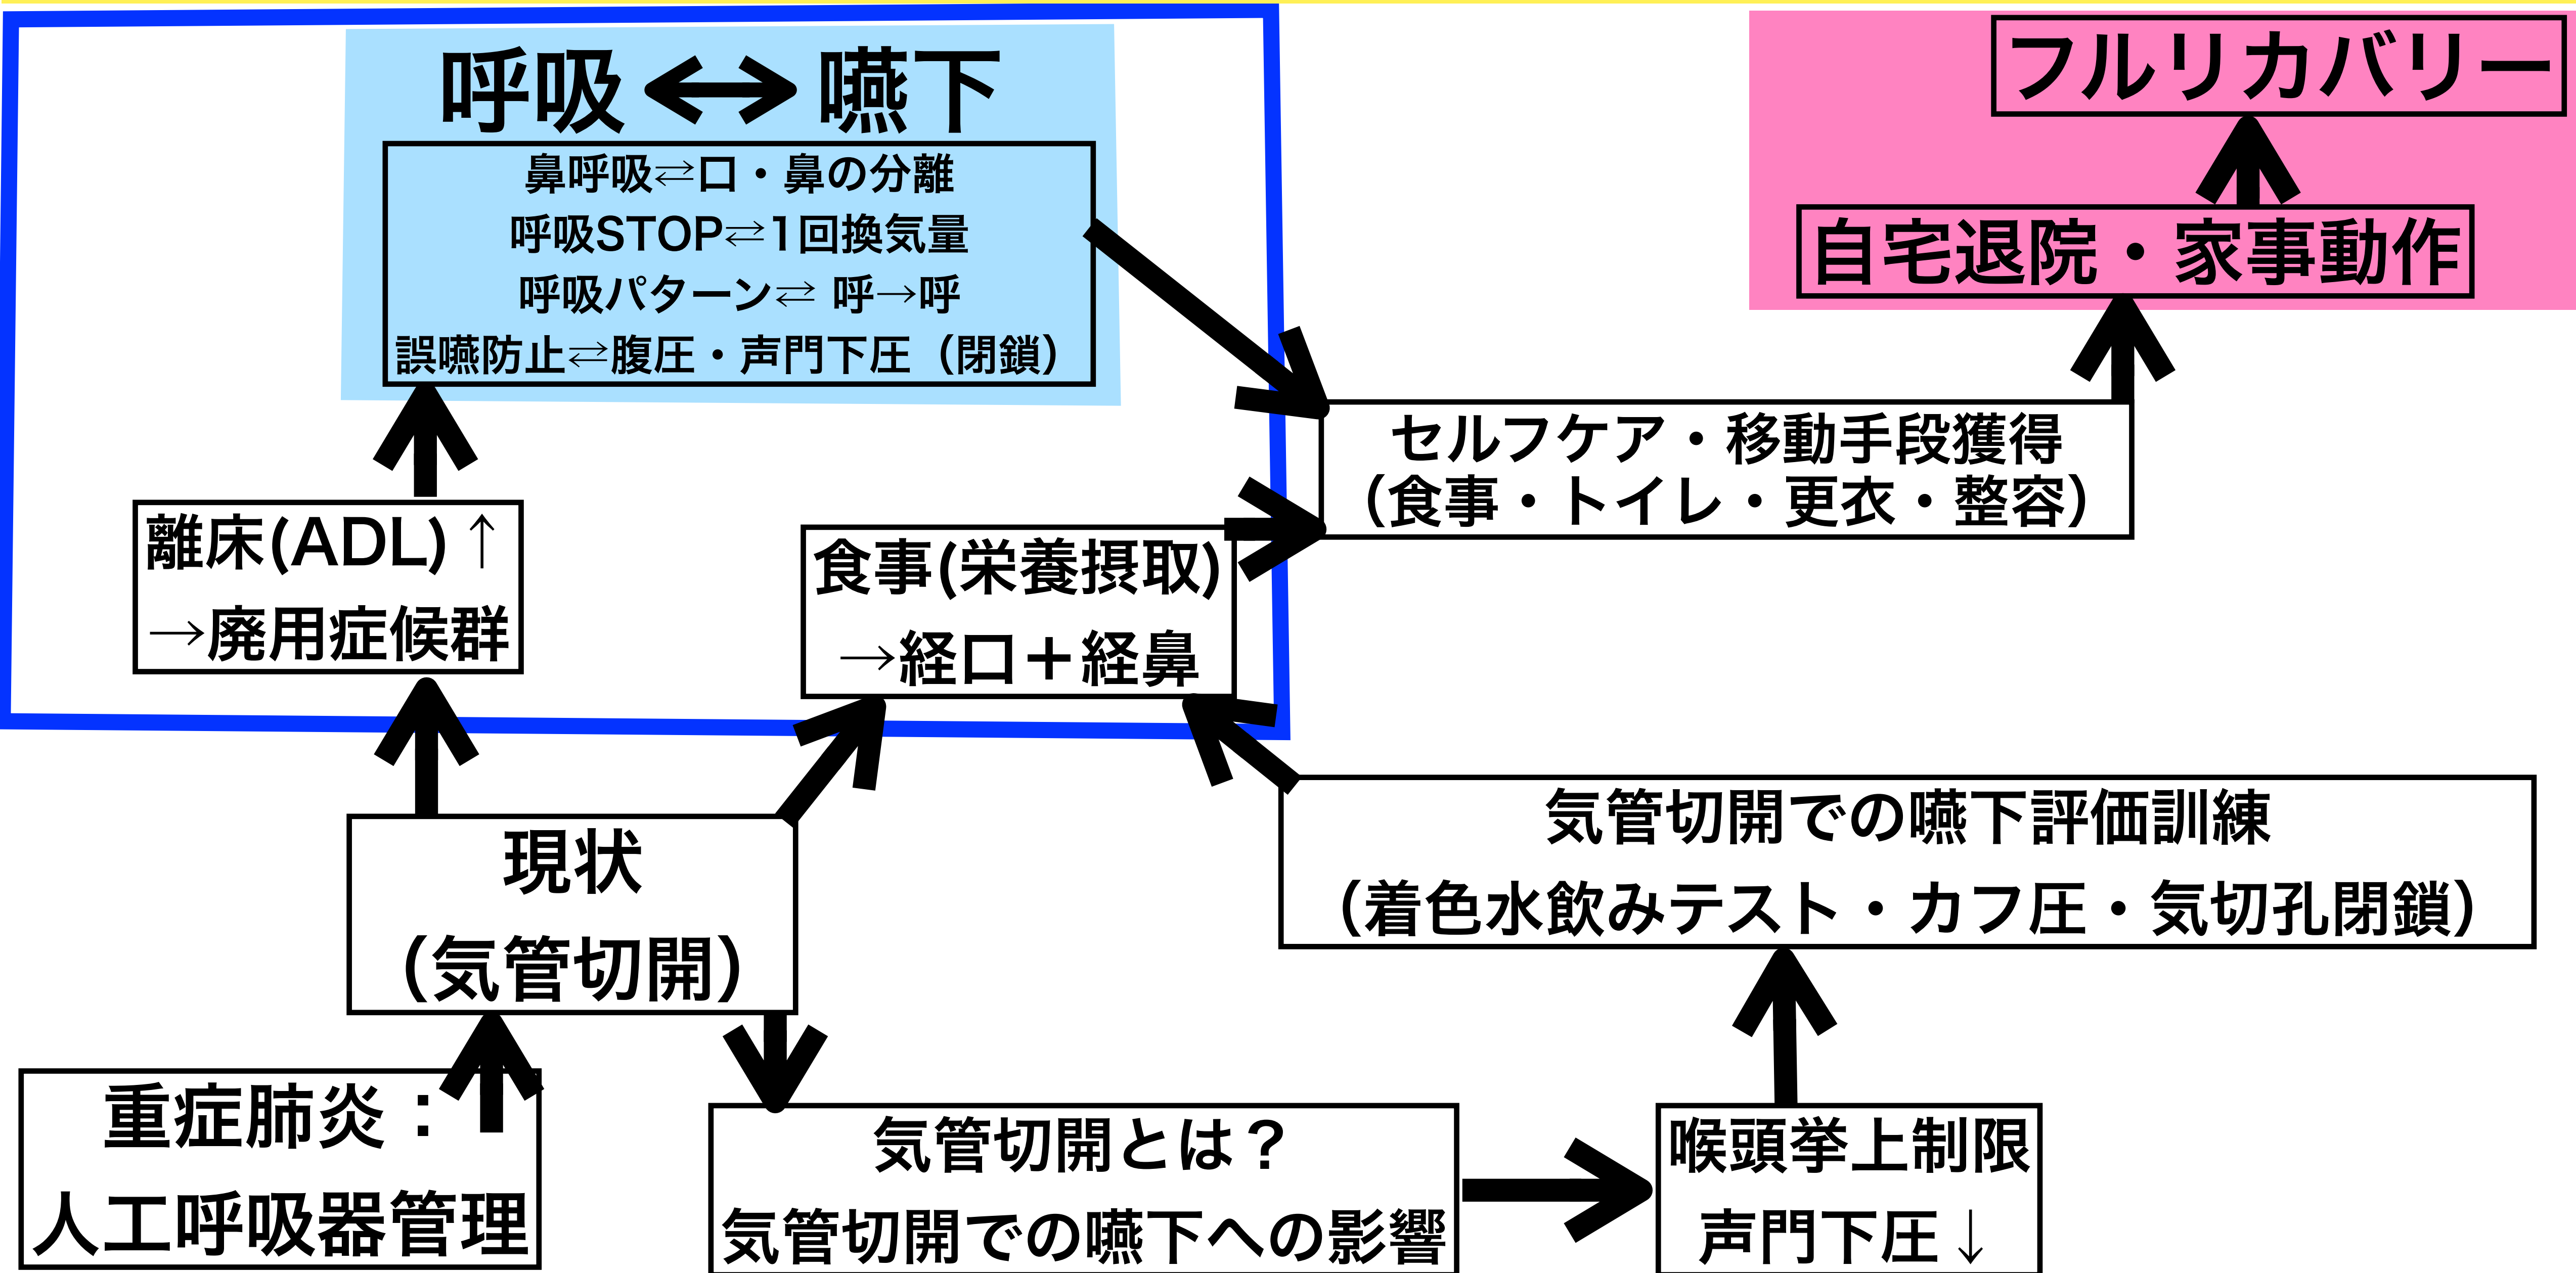 呼吸↔嚥下
鼻呼吸⇄口・鼻の分離
呼吸STOP⇄1回換気量
呼吸パターン⇄ 呼→呼
誤嚥防止⇄腹圧・声門下圧（閉鎖）
フルリカバリー
自宅退院・家事動作
セルフケア・移動手段獲得
（食事・トイレ・更衣・整容）
離床(ADL)↑
→廃用症候群
食事(栄養摂取)
→経口＋経鼻
現状
（気管切開）
気管切開での嚥下評価訓練
（着色水飲みテスト・カフ圧・気切孔閉鎖）
重症肺炎：
人工呼吸器管理
気管切開とは？
気管切開での嚥下への影響
喉頭挙上制限
声門下圧↓